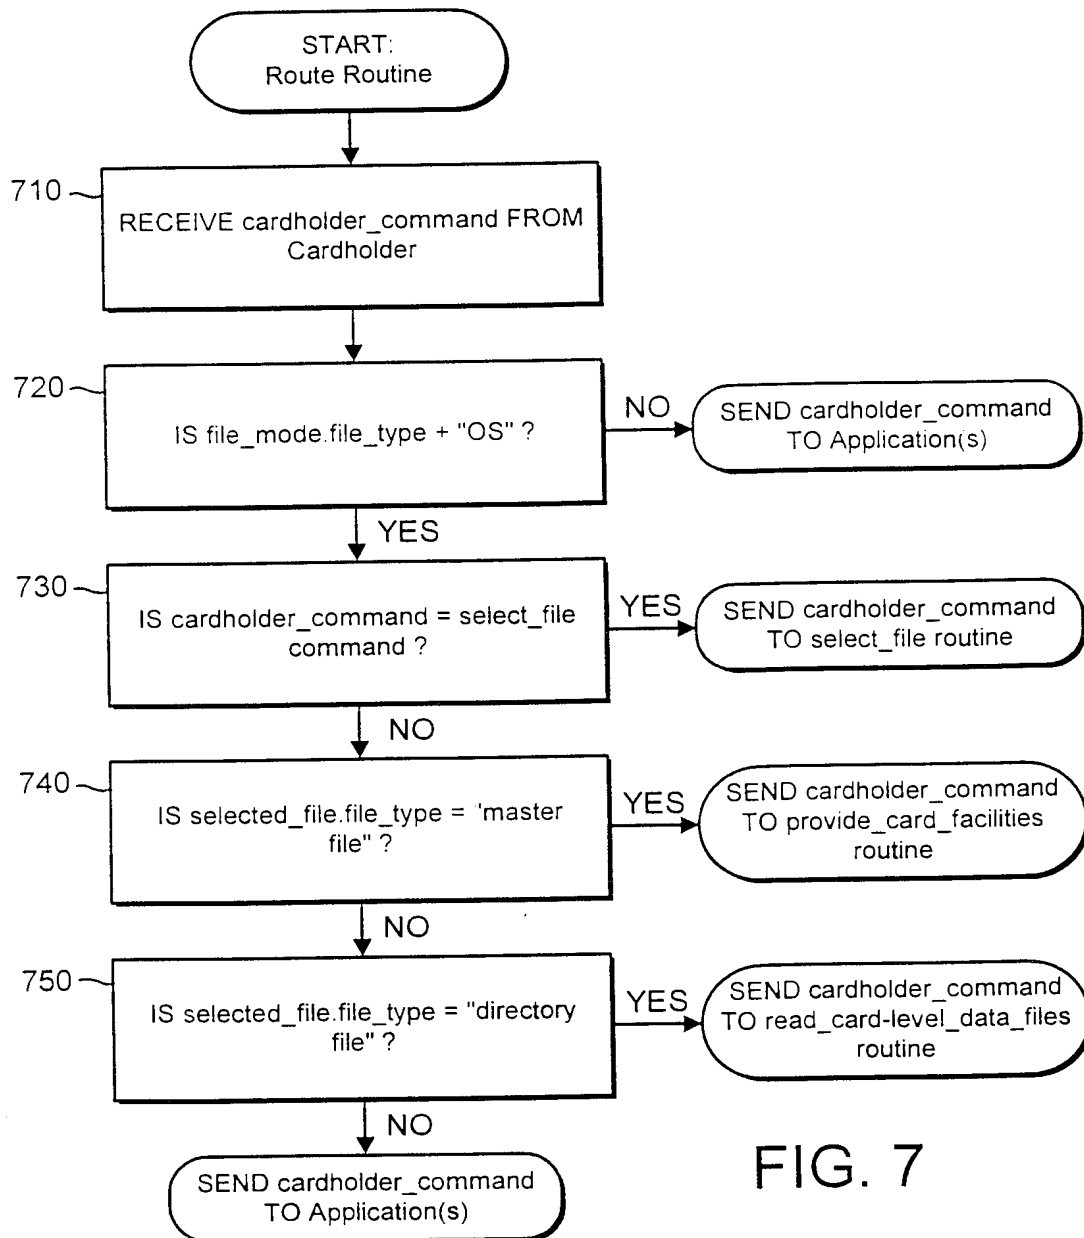 START:
Route Routine
710
RECEIVE cardholder_command FROM
Cardholder
720
IS file_mode.file_type + "OS" ?
NO
SEND cardholder_command
TO Application(s)
YES
730
IS cardholder_command = select_file
command ?
YES
SEND cardholder_command
TO select_file routine
NO
740
IS selected_file.file_type = "master
file" ?
YES
SEND cardholder_command
TO provide_card_facilities
routine
NO
750
IS selected_file.file_type = "directory
file" ?
YES
SEND cardholder_command
TO read_card-level_data_files
routine
NO
SEND cardholder_command
TO Application(s)
FIG. 7